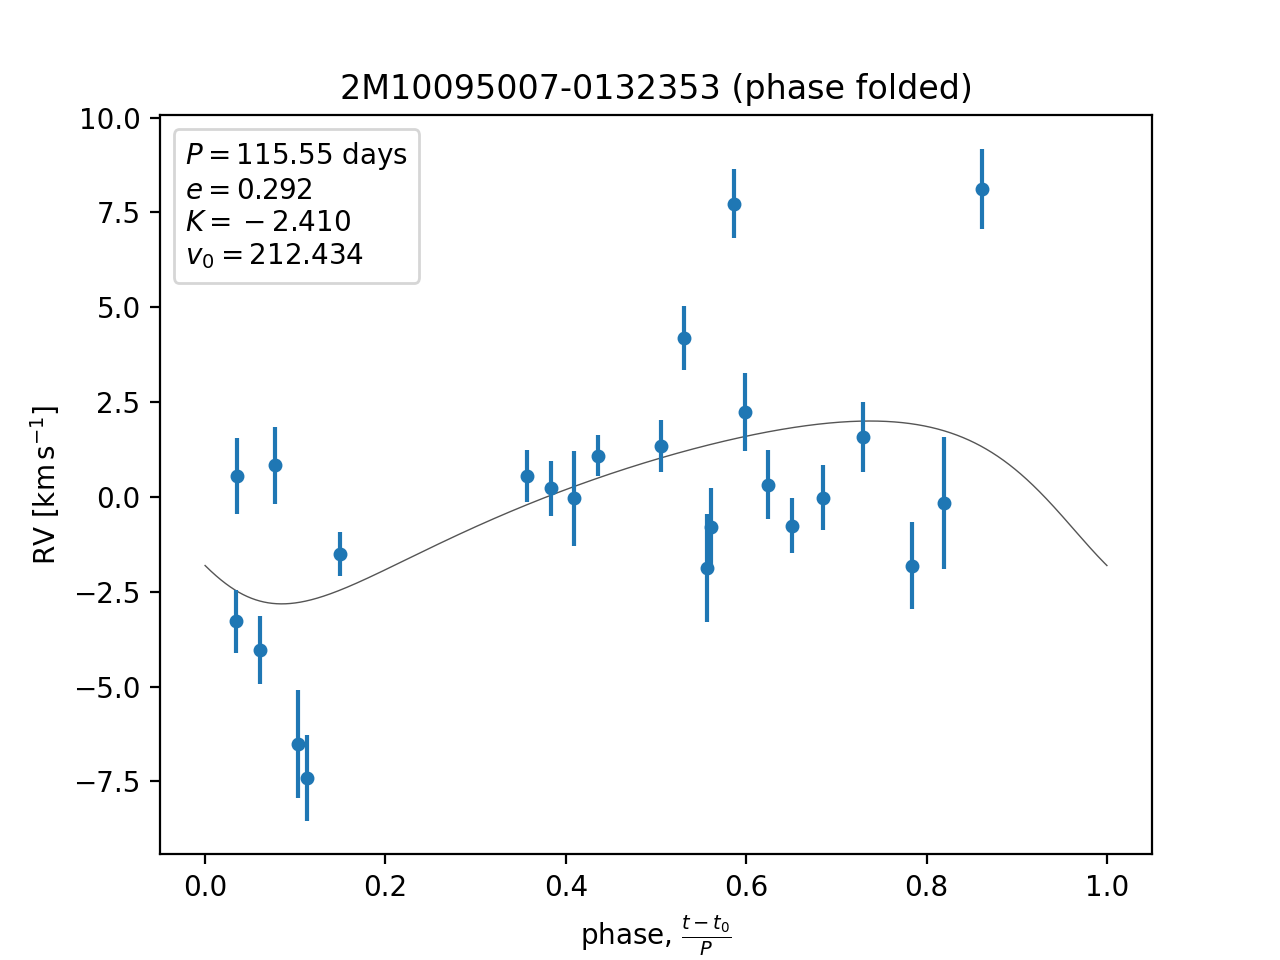 2M10095007-0132353 (phase folded)
P = 115.55 days
e = 0.292
K = −2.410
v₀ = 212.434
RV [km s⁻¹]
10.0
7.5
5.0
2.5
0.0
−2.5
−5.0
−7.5
0.0 0.2 0.4 0.6 0.8 1.0
phase, (t − t₀)/P